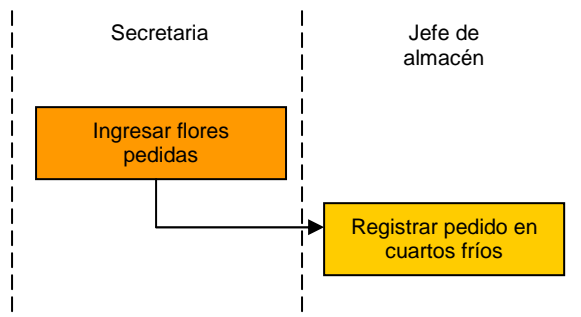 Secretaria
Jefe de
almacén
Ingresar flores
pedidas
Registrar pedido en
cuartos fríos